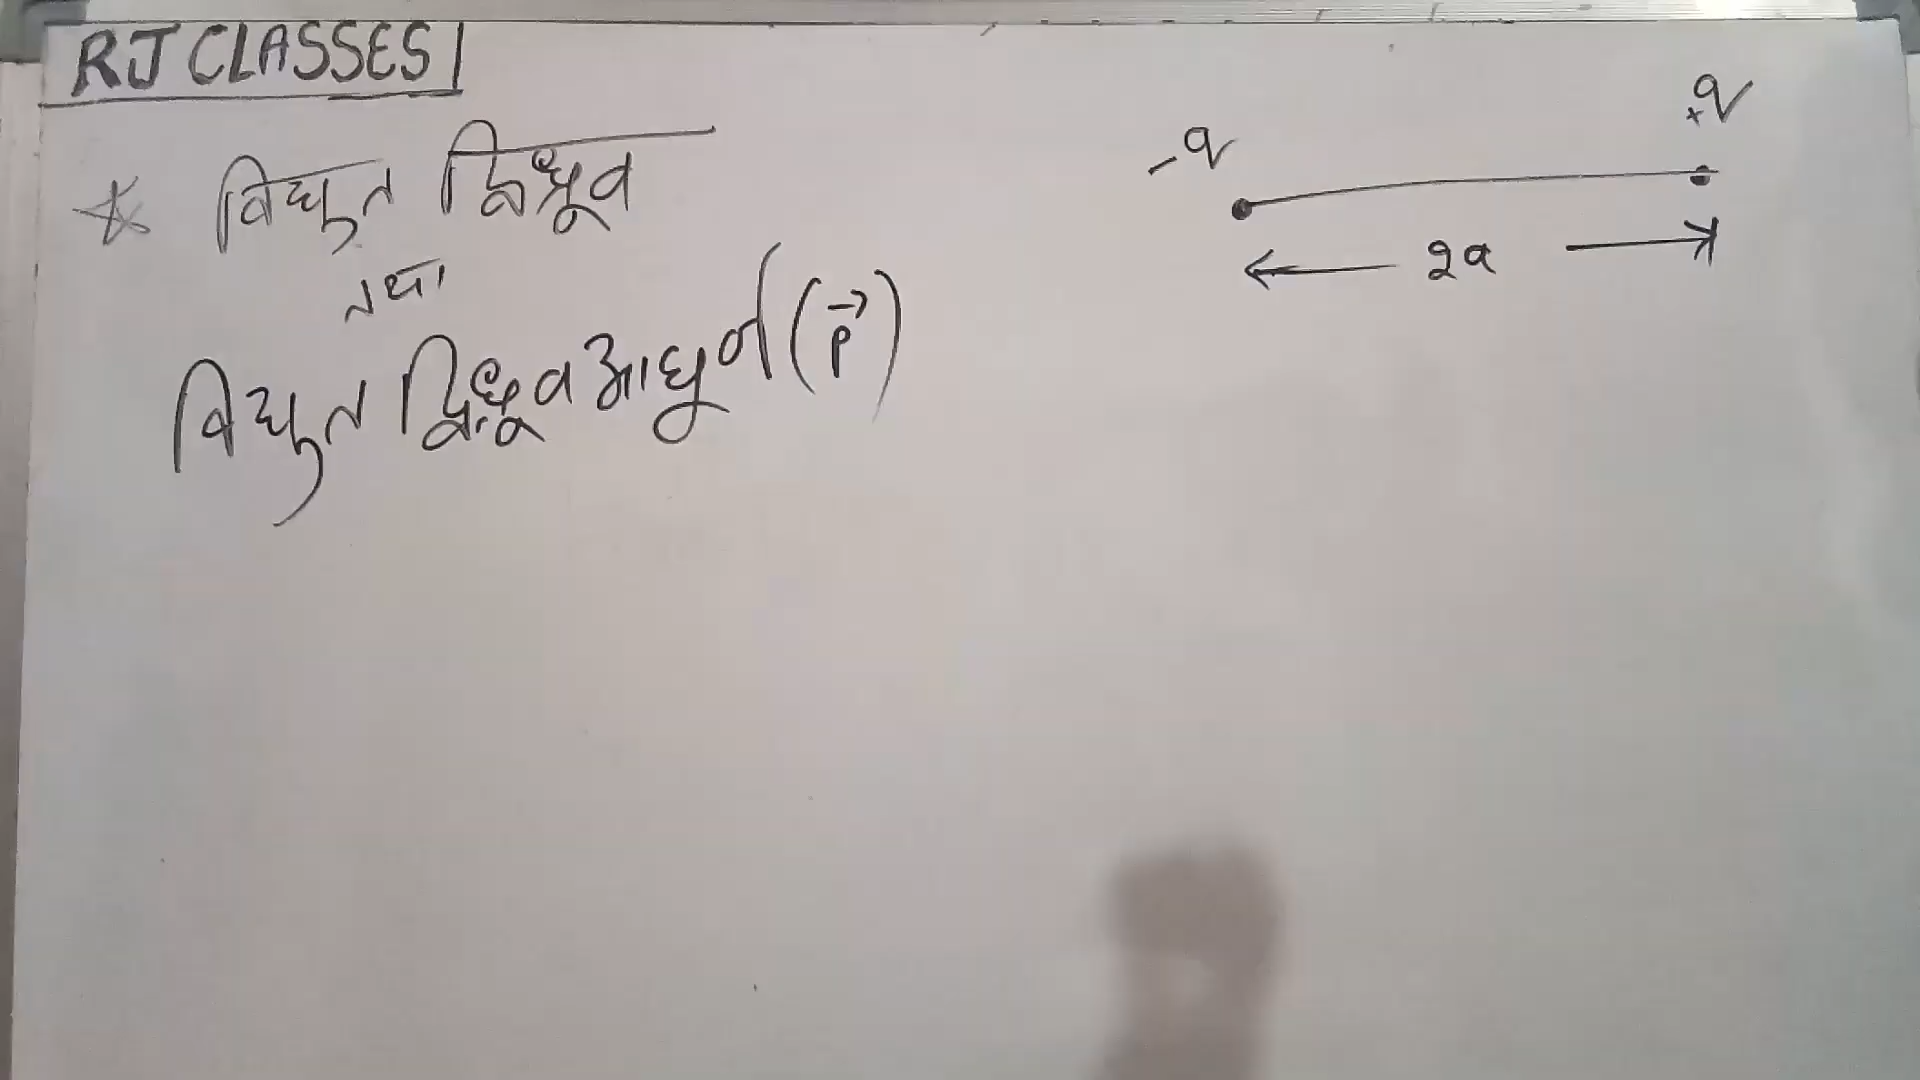 RJ CLASSES
* विद्युत द्विध्रुव
तथा
विद्युत द्विध्रुव आघुर्ण (p⃗)
-q
+q
2a